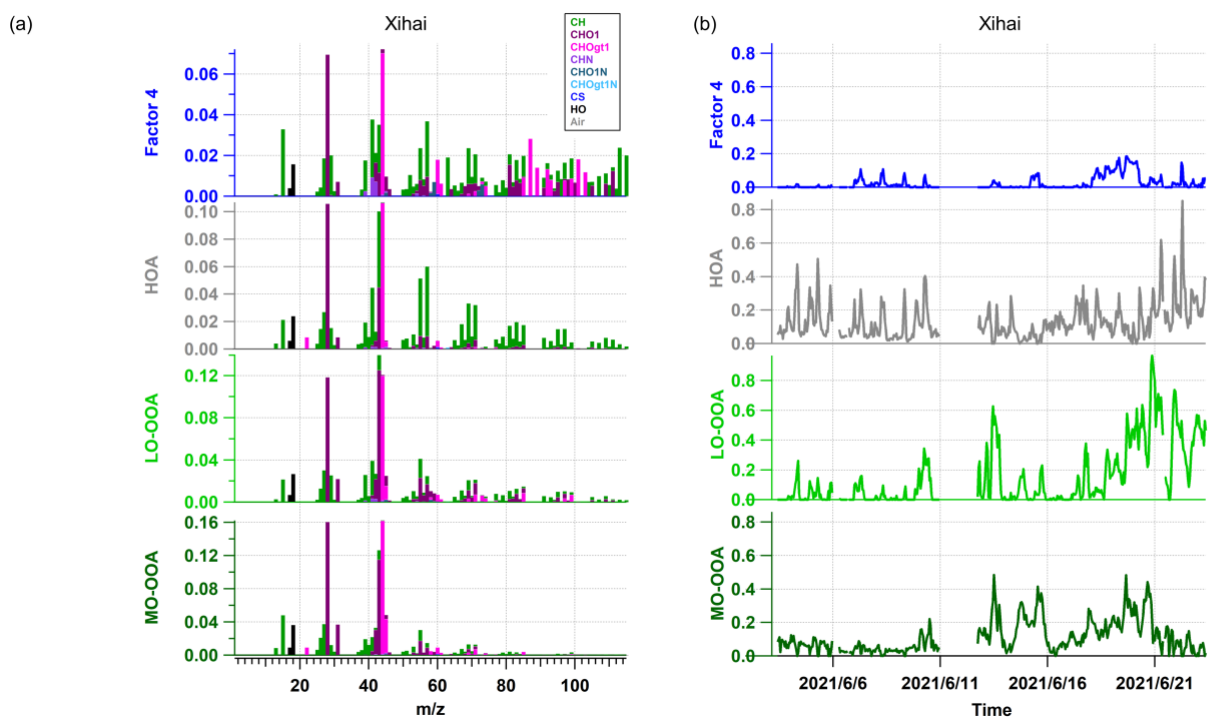 (a)
Xihai
CH
CHO1
CHOgt1
CHN
CHO1N
CHOgt1N
CS
HO
Air
Factor 4
0.06
0.04
0.02
0.00
HOA
0.10
0.08
0.06
0.04
0.02
0.00
LO-OOA
0.12
0.08
0.04
0.00
MO-OOA
0.16
0.12
0.08
0.04
0.00
20 40 60 80 100
m/z
(b)
Xihai
Factor 4
0.8
0.6
0.4
0.2
0.0
HOA
0.8
0.6
0.4
0.2
0.0
LO-OOA
0.8
0.6
0.4
0.2
0.0
MO-OOA
0.8
0.6
0.4
0.2
0.0
2021/6/6 2021/6/11 2021/6/16 2021/6/21
Time